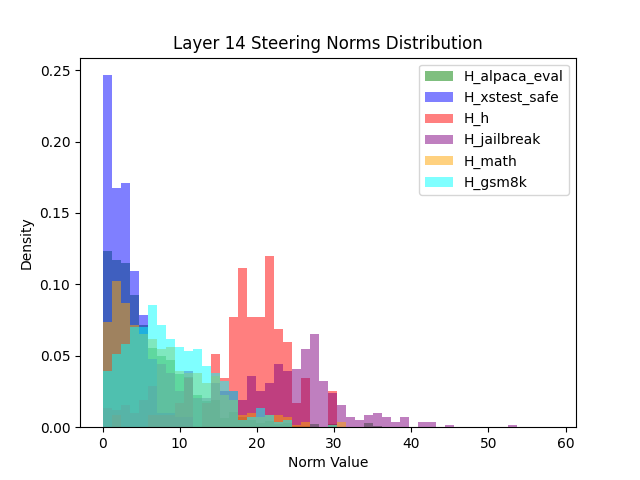 Layer 14 Steering Norms Distribution
0.25
0.20
0.15
0.10
0.05
0.00
Density
H_alpaca_eval
H_xstest_safe
H_h
H_jailbreak
H_math
H_gsm8k
0 10 20 30 40 50 60
Norm Value